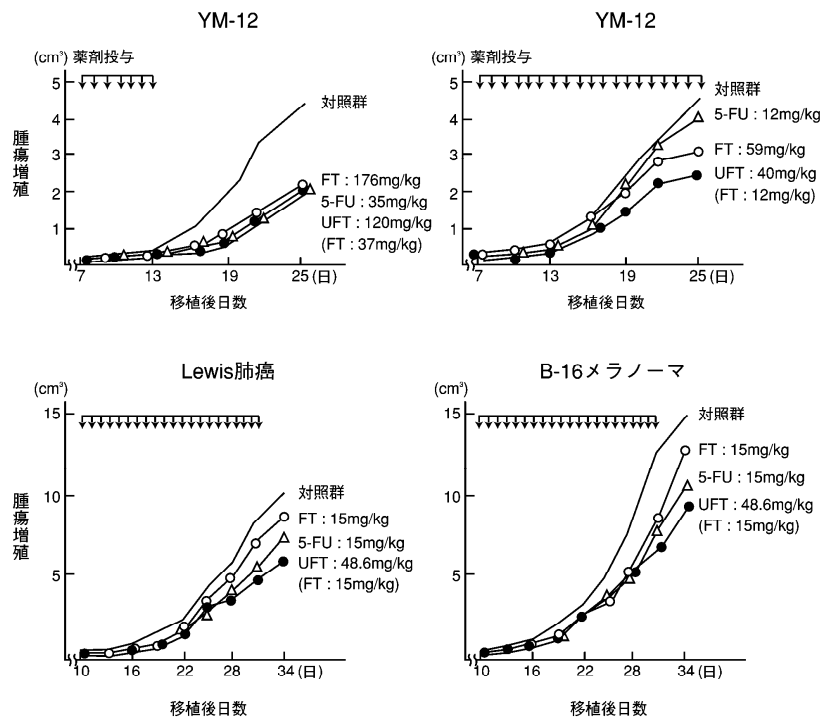 YM-12
(cm³) 薬剤投与
5
4
3
2
1
腫瘍増殖
対照群
FT : 176mg/kg
5-FU : 35mg/kg
UFT : 120mg/kg
(FT : 37mg/kg)
7 13 19 25 (日)
移植後日数
YM-12
(cm³) 薬剤投与
5
4
3
2
1
対照群
5-FU : 12mg/kg
FT : 59mg/kg
UFT : 40mg/kg
(FT : 12mg/kg)
7 13 19 25 (日)
移植後日数
Lewis肺癌
(cm³)
15
10
5
腫瘍増殖
対照群
FT : 15mg/kg
5-FU : 15mg/kg
UFT : 48.6mg/kg
(FT : 15mg/kg)
10 16 22 28 34 (日)
移植後日数
B-16メラノーマ
(cm³)
15
10
5
対照群
FT : 15mg/kg
5-FU : 15mg/kg
UFT : 48.6mg/kg
(FT : 15mg/kg)
10 16 22 28 34 (日)
移植後日数